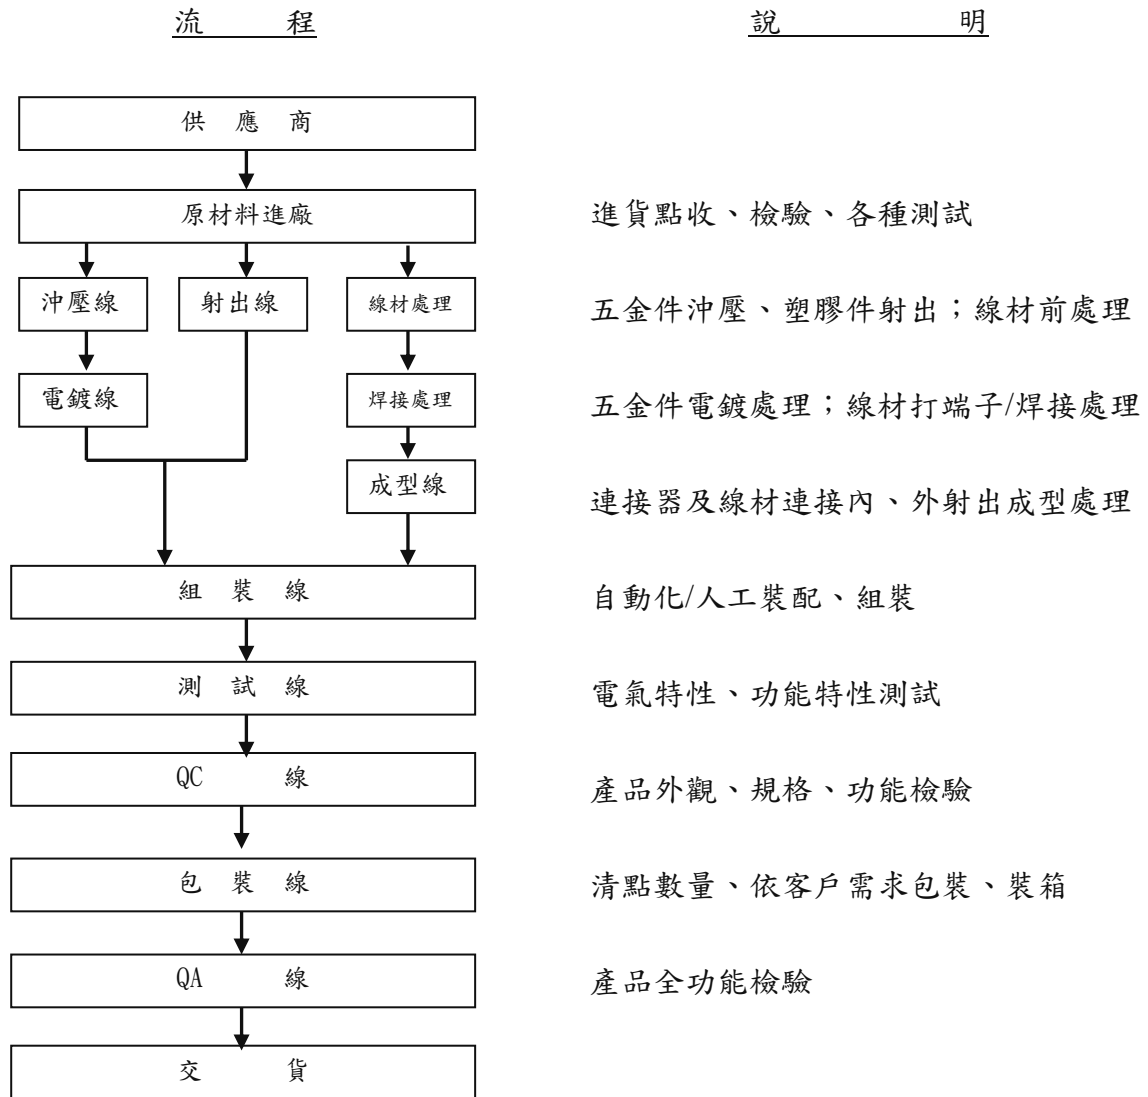 流 程 說 明
供 應 商
原材料進廠 進貨點收、檢驗、各種測試
沖壓線 射出線 線材處理 五金件沖壓、塑膠件射出；線材前處理
電鍍線 焊接處理 五金件電鍍處理；線材打端子/焊接處理
成型線 連接器及線材連接內、外射出成型處理
組 裝 線 自動化/人工裝配、組裝
測 試 線 電氣特性、功能特性測試
QC 線 產品外觀、規格、功能檢驗
包 裝 線 清點數量、依客戶需求包裝、裝箱
QA 線 產品全功能檢驗
交 貨